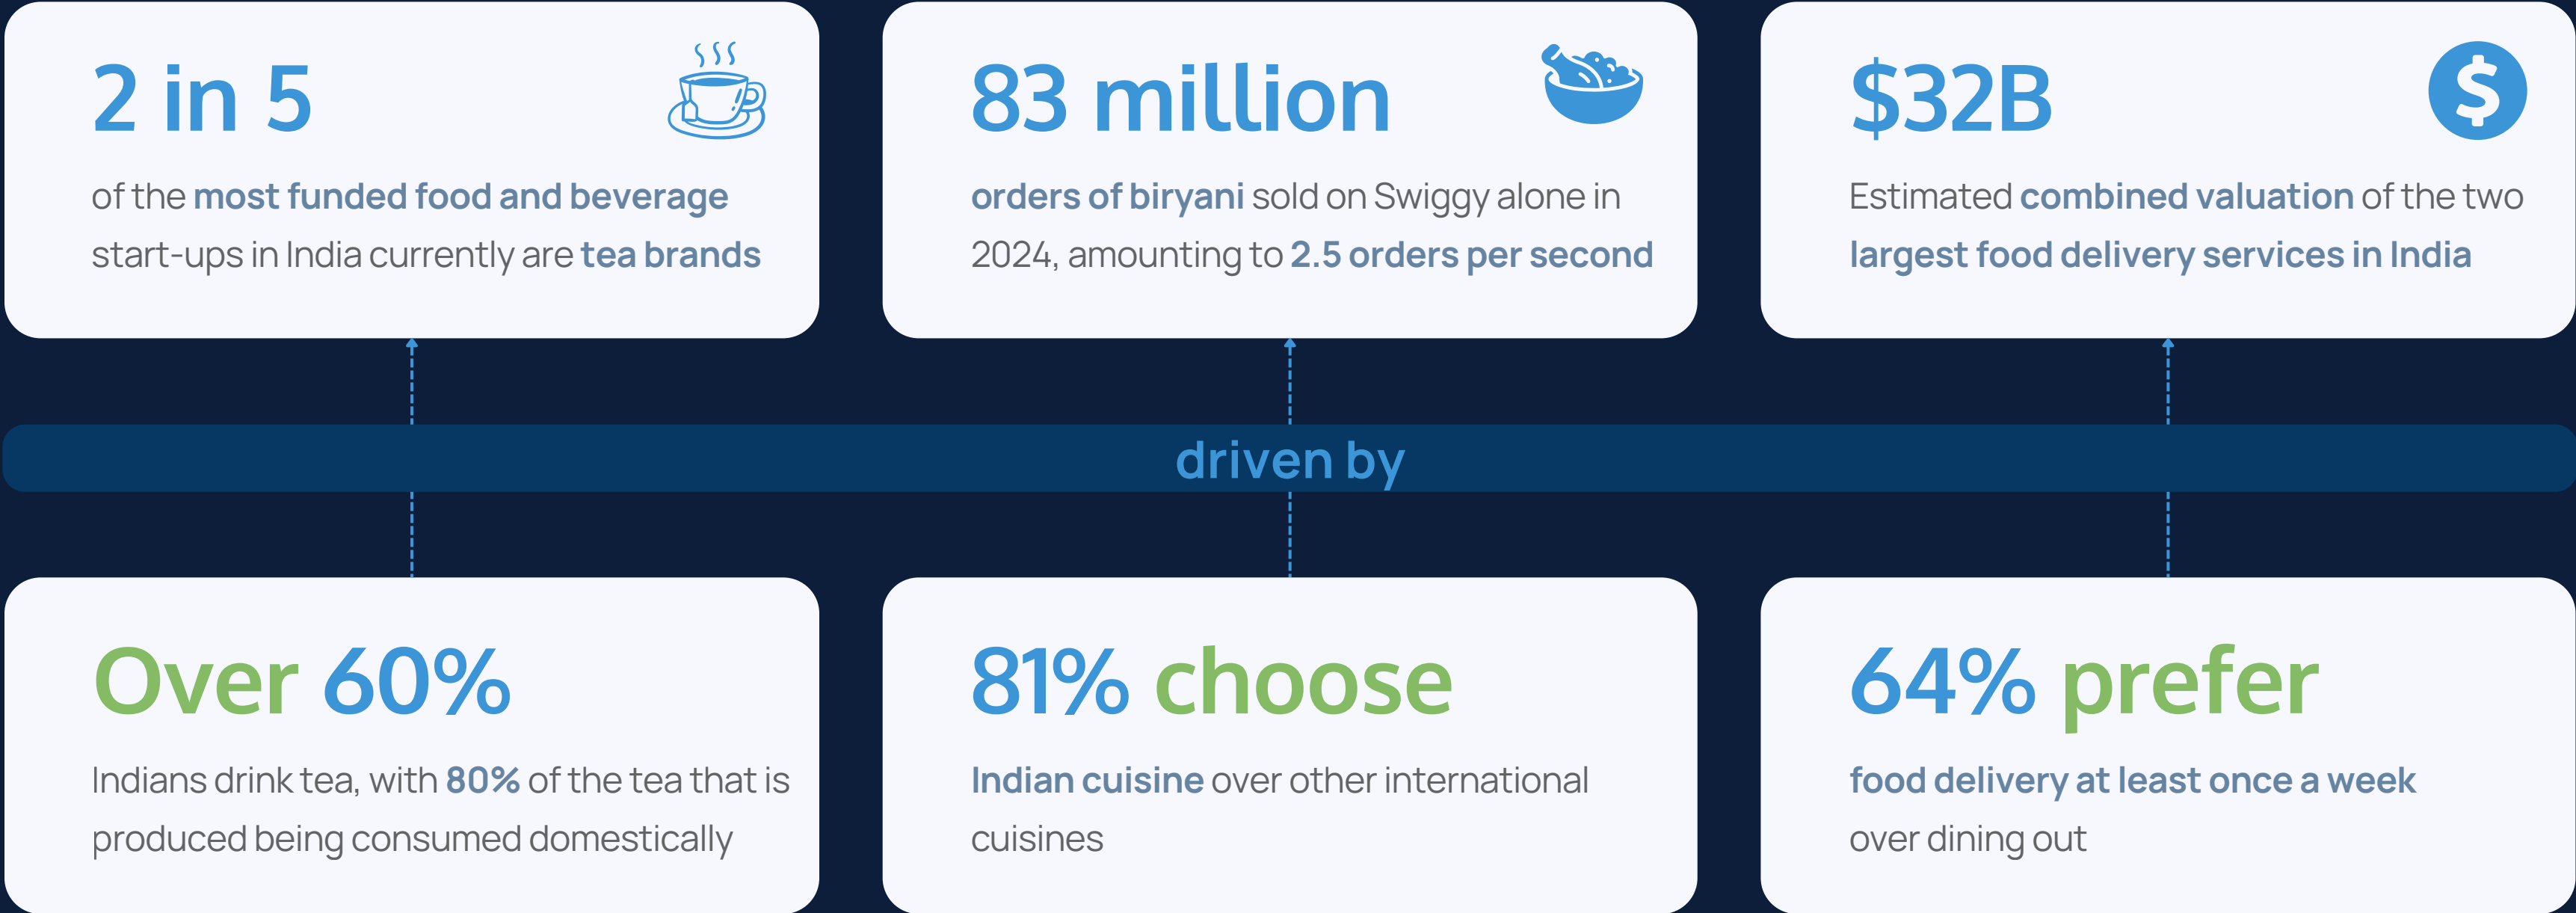 2 in 5
of the most funded food and beverage
start-ups in India currently are tea brands
83 million
orders of biryani sold on Swiggy alone in
2024, amounting to 2.5 orders per second
$32B
Estimated combined valuation of the two
largest food delivery services in India
driven by
Over 60%
Indians drink tea, with 80% of the tea that is
produced being consumed domestically
81% choose
Indian cuisine over other international
cuisines
64% prefer
food delivery at least once a week
over dining out